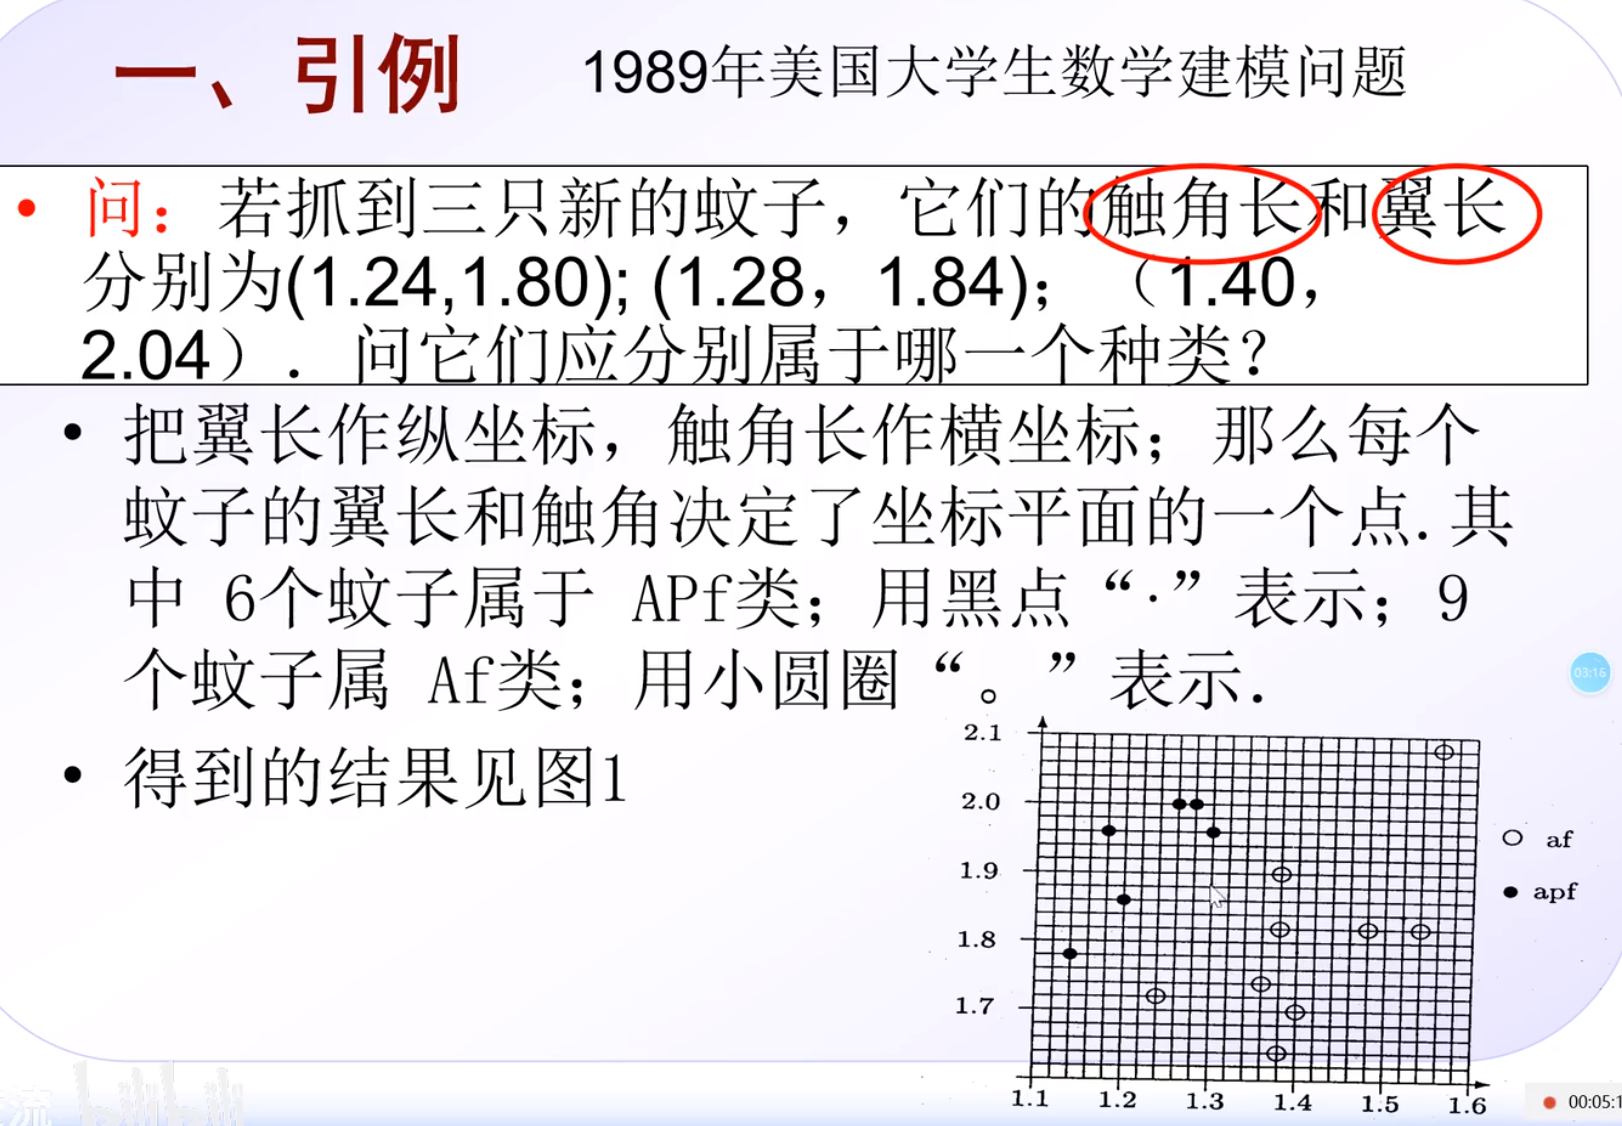 一、引例 1989年美国大学生数学建模问题
• 问：若抓到三只新的蚊子，它们的触角长和翼长
分别为(1.24,1.80); (1.28，1.84)；（1.40，
2.04）．问它们应分别属于哪一个种类？
• 把翼长作纵坐标，触角长作横坐标；那么每个
蚊子的翼长和触角决定了坐标平面的一个点.其
中 6个蚊子属于 APf类；用黑点“·”表示；9
个蚊子属 Af类；用小圆圈“。”表示.
• 得到的结果见图1
2.1
2.0
1.9
1.8
1.7
1.1 1.2 1.3 1.4 1.5 1.6
af
apf
03:16
流
bilibili
00:05:1